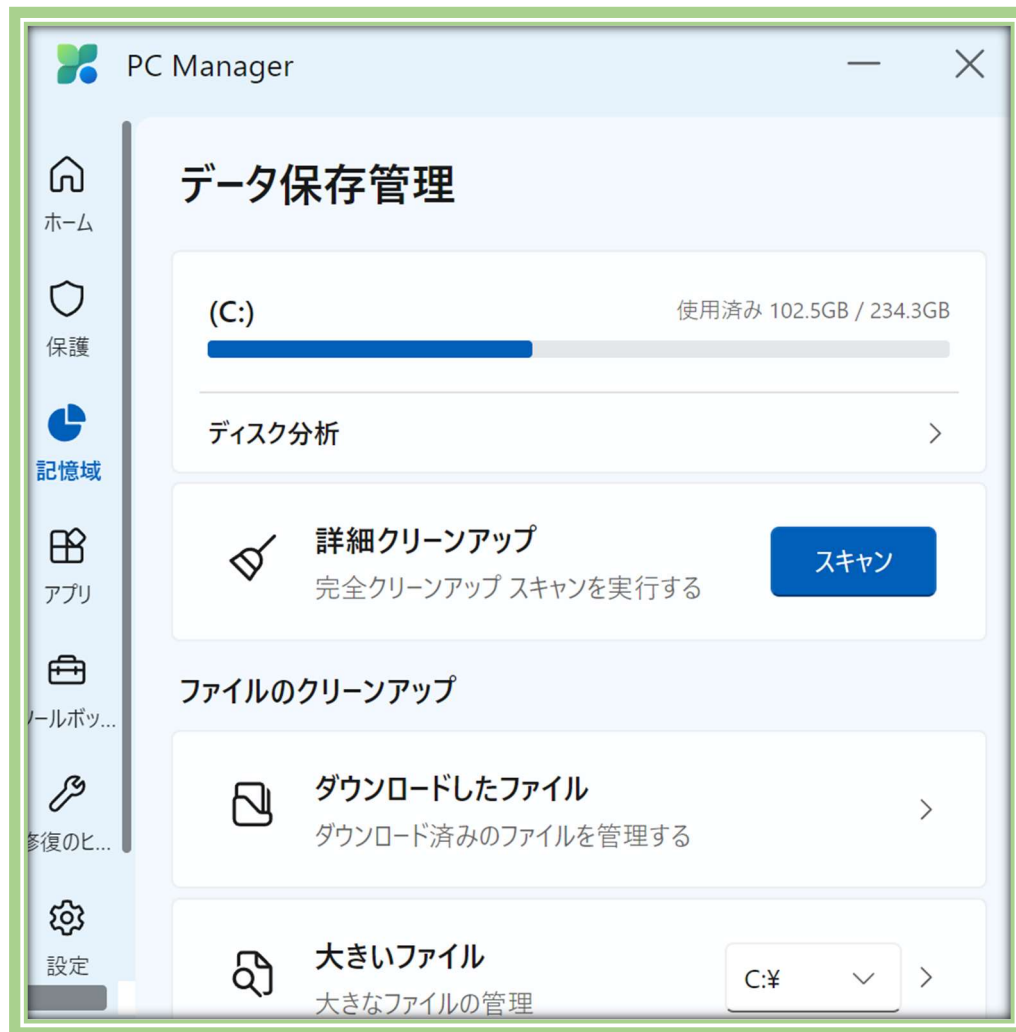 PC Manager
ホーム
保護
記憶域
アプリ
ールボッ...
修復のヒ...
設定
データ保存管理
(C:)
使用済み 102.5GB / 234.3GB
ディスク分析
詳細クリーンアップ
完全クリーンアップ スキャンを実行する
スキャン
ファイルのクリーンアップ
ダウンロードしたファイル
ダウンロード済みのファイルを管理する
大きいファイル
大きなファイルの管理
C:¥